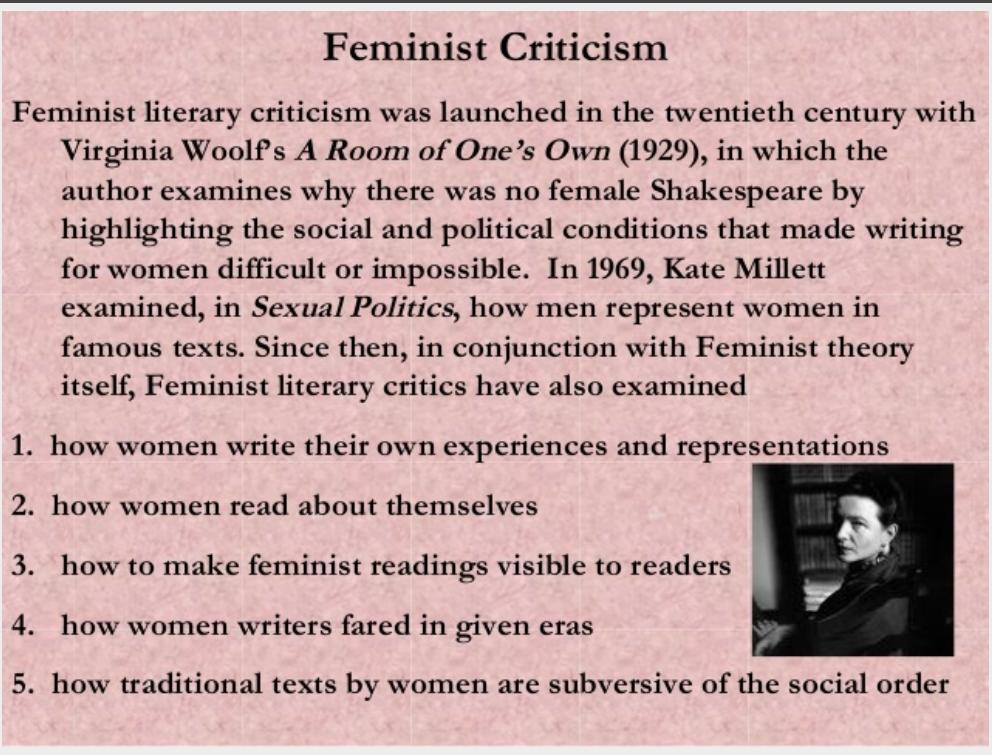 Feminist Criticism
Feminist literary criticism was launched in the twentieth century with
Virginia Woolf's A Room of One's Own (1929), in which the
author examines why there was no female Shakespeare by
highlighting the social and political conditions that made writing
for women difficult or impossible.  In 1969, Kate Millett
examined, in Sexual Politics, how men represent women in
famous texts. Since then, in conjunction with Feminist theory
itself, Feminist literary critics have also examined
1. how women write their own experiences and representations
2. how women read about themselves
3. how to make feminist readings visible to readers
4. how women writers fared in given eras
5. how traditional texts by women are subversive of the social order